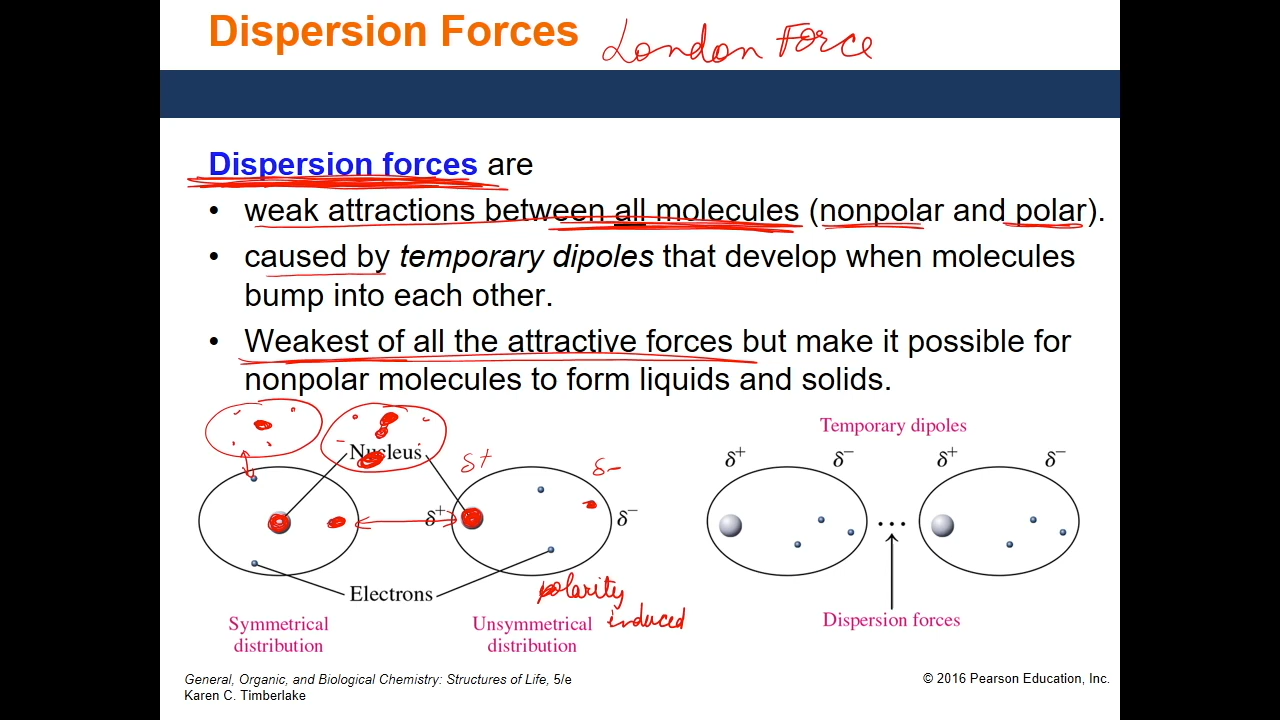 Dispersion Forces London Force
Dispersion forces are
• weak attractions between all molecules (nonpolar and polar).
• caused by temporary dipoles that develop when molecules
bump into each other.
• Weakest of all the attractive forces but make it possible for
nonpolar molecules to form liquids and solids.
Temporary dipoles
Nucleus
δ+ δ−
δ+ δ− δ+ δ−
δ+ δ−
Electrons
polarity
induced
Symmetrical
distribution
Unsymmetrical
distribution
Dispersion forces
General, Organic, and Biological Chemistry: Structures of Life, 5/e
Karen C. Timberlake
© 2016 Pearson Education, Inc.